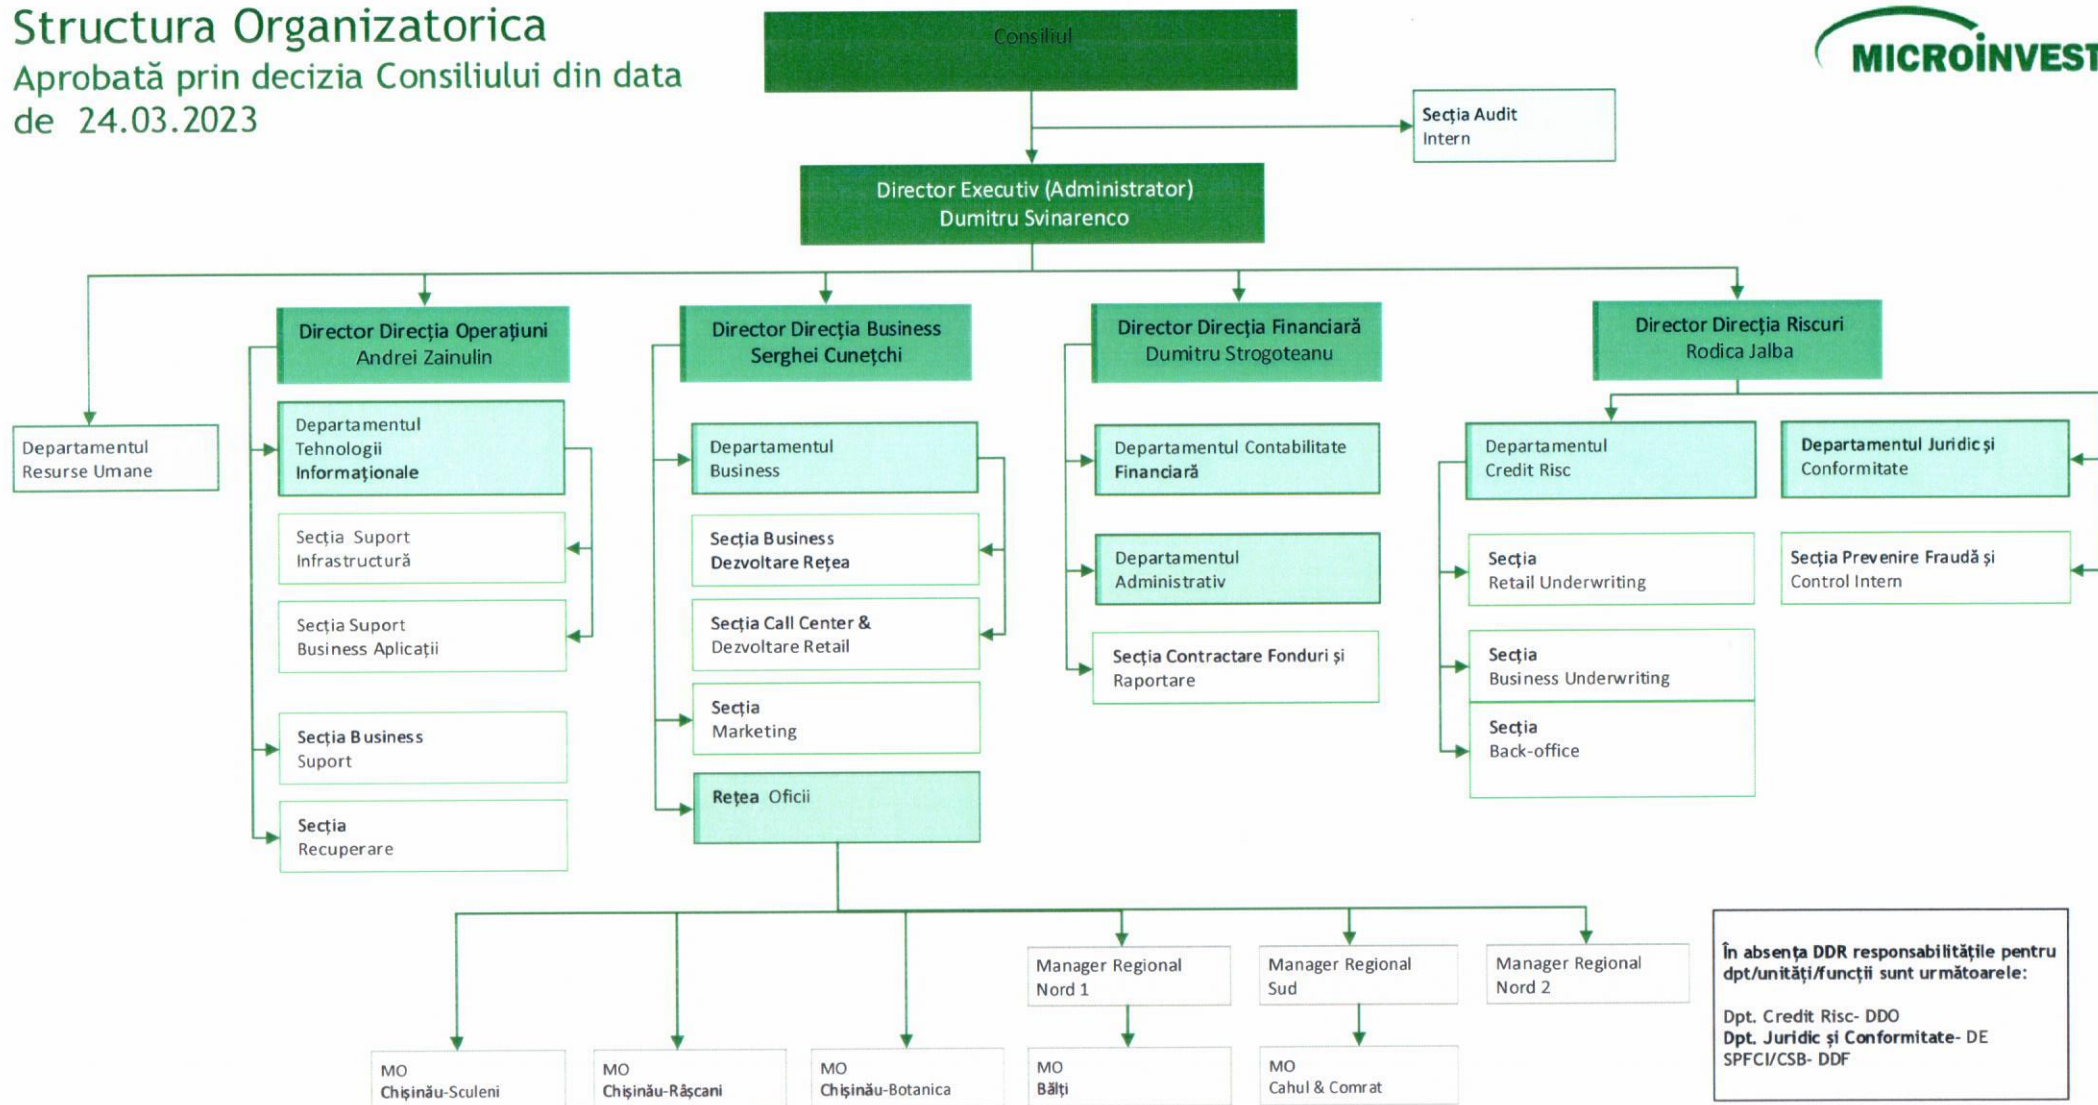 Structura Organizatorica
Aprobată prin decizia Consiliului din data
de 24.03.2023
Consiliul
MICROiNVEST
Secția Audit
Intern
Director Executiv (Administrator)
Dumitru Svinarenco
Director Direcția Operațiuni
Andrei Zainulin
Director Direcția Business
Serghei Cunețchi
Director Direcția Financiară
Dumitru Strogoteanu
Director Direcția Riscuri
Rodica Jalba
Departamentul
Resurse Umane
Departamentul
Tehnologii
Informaționale
Secția Suport
Infrastructură
Secția Suport
Business Aplicații
Secția Business
Suport
Secția
Recuperare
Departamentul
Business
Secția Business
Dezvoltare Rețea
Secția Call Center &
Dezvoltare Retail
Secția
Marketing
Rețea Oficii
Departamentul Contabilitate
Financiară
Departamentul
Administrativ
Secția Contractare Fonduri și
Raportare
Departamentul
Credit Risc
Secția
Retail Underwriting
Secția
Business Underwriting
Secția
Back-office
Departamentul Juridic și
Conformitate
Secția Prevenire Fraudă și
Control Intern
Manager Regional
Nord 1
Manager Regional
Sud
Manager Regional
Nord 2
MO
Chișinău-Sculeni
MO
Chișinău-Râșcani
MO
Chișinău-Botanica
MO
Bălți
MO
Cahul & Comrat
În absența DDR responsabilitățile pentru
dpt/unități/funcții sunt următoarele:
Dpt. Credit Risc- DDO
Dpt. Juridic și Conformitate- DE
SPFCI/CSB- DDF